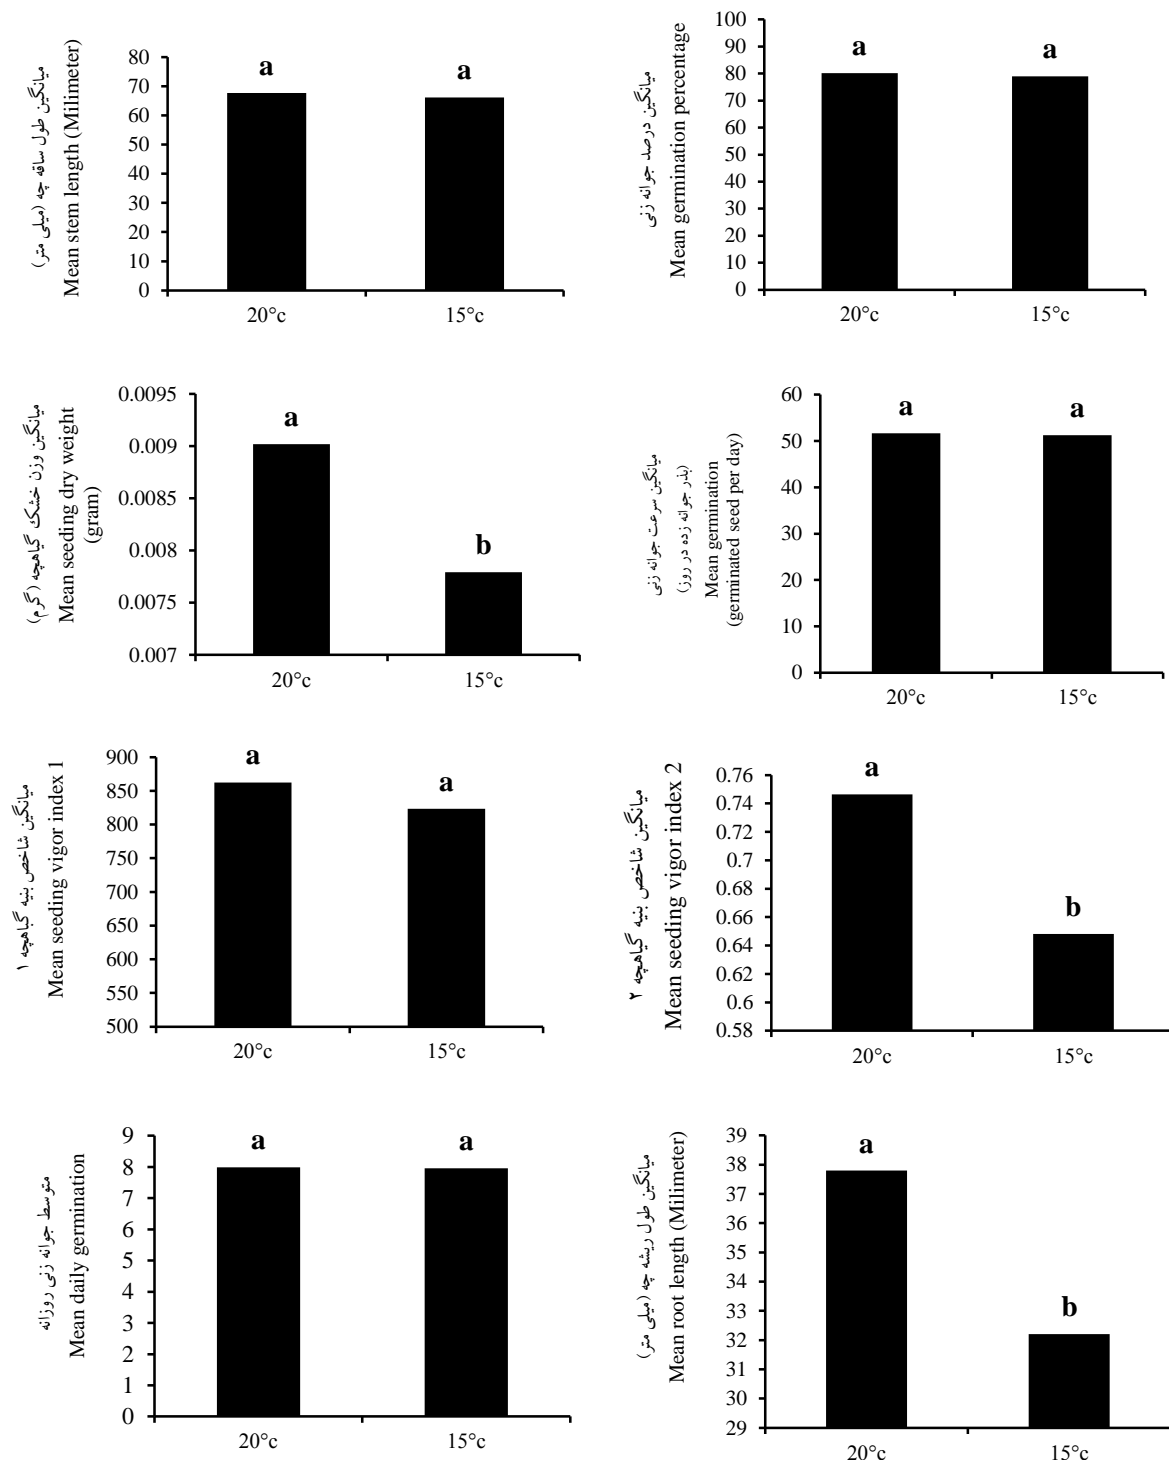 میانگین طول ساقه چه (میلی متر)
Mean stem length (Milimeter)
80
70
60
50
40
30
20
10
0
a
a
20°c
15°c
میانگین درصد جوانه زنی
Mean germination percentage
100
90
80
70
60
50
40
30
20
10
0
a
a
20°c
15°c
میانگین وزن خشک گیاهچه (گرم)
Mean seeding dry weight
(gram)
0.0095
0.009
0.0085
0.008
0.0075
0.007
a
b
20°c
15°c
میانگین سرعت جوانه زنی
(بذر جوانه زده در روز)
Mean germination
(germinated seed per day)
60
50
40
30
20
10
0
a
a
20°c
15°c
میانگین شاخص بنیه گیاهچه ۱
Mean seeding vigor index 1
900
850
800
750
700
650
600
550
500
a
a
20°c
15°c
میانگین شاخص بنیه گیاهچه ۲
Mean seeding vigor index 2
0.76
0.74
0.72
0.7
0.68
0.66
0.64
0.62
0.6
0.58
a
b
20°c
15°c
متوسط جوانه زنی روزانه
Mean daily germination
9
8
7
6
5
4
3
2
1
0
a
a
20°c
15°c
میانگین طول ریشه چه (میلی متر)
Mean root length (Milimeter)
39
38
37
36
35
34
33
32
31
30
29
a
b
20°c
15°c